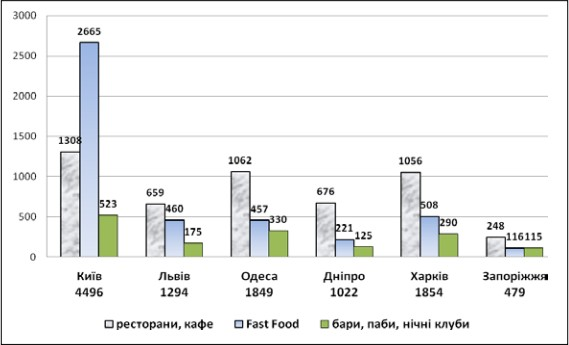 3000
2500
2000
1500
1000
500
0
1308 2665 523
659 460 175
1062 457 330
676 221 125
1056 508 290
248 116 115
Київ Львів Одеса Дніпро Харків Запоріжжя
4496 1294 1849 1022 1854 479
ресторани, кафе Fast Food бари, паби, нічні клуби